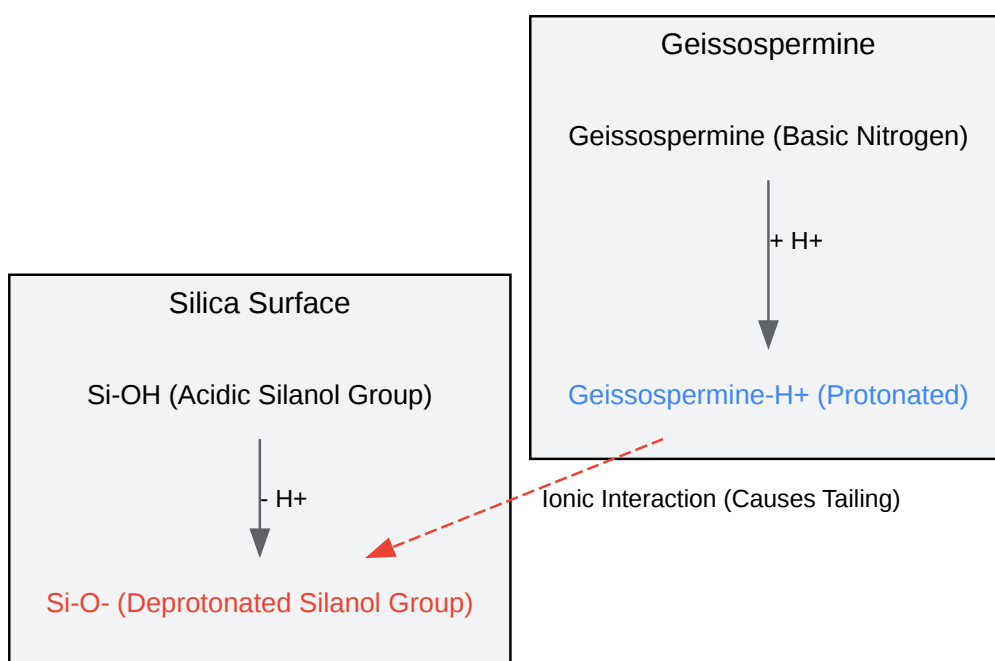 Geissospermine
Geissospermine (Basic Nitrogen)
+ H+
Geissospermine-H+ (Protonated)
Silica Surface
Si-OH (Acidic Silanol Group)
- H+
Si-O- (Deprotonated Silanol Group)
Ionic Interaction (Causes Tailing)